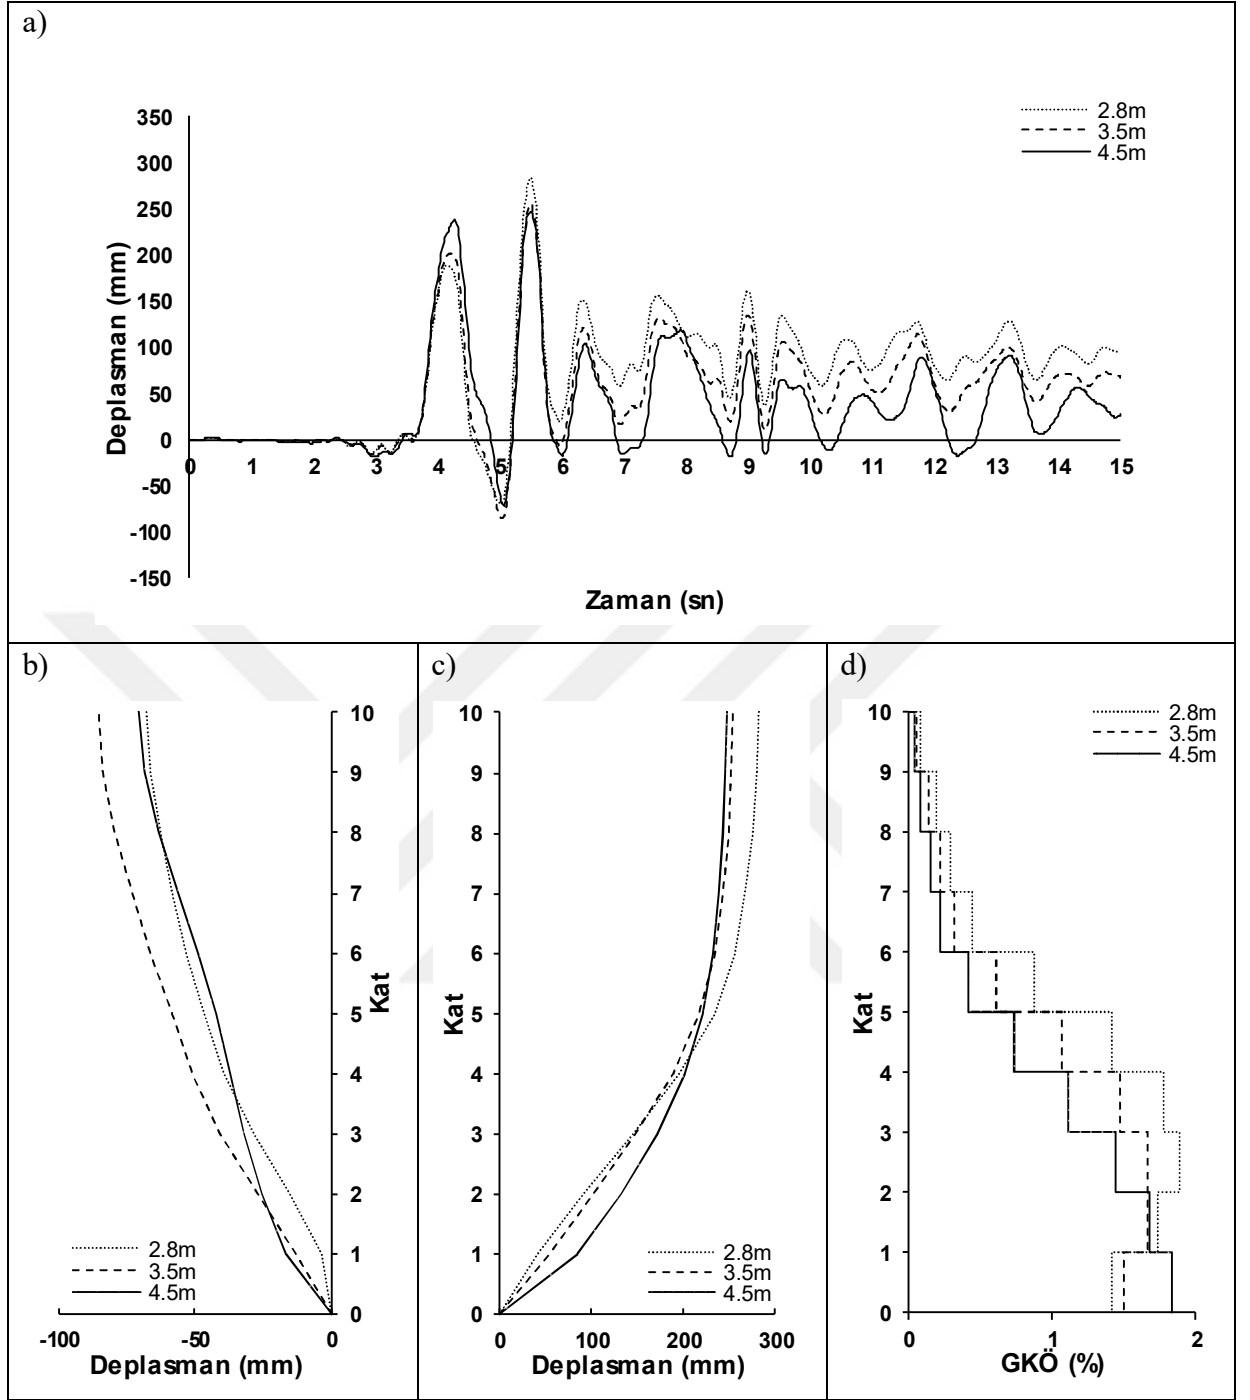 a)
350
300
250
200
150
100
50
0
-50
-100
-150
Deplasman (mm)
0 1 2 3 4 5 6 7 8 9 10 11 12 13 14 15
Zaman (sn)
2.8m
3.5m
4.5m
b)
10
9
8
7
6
5
4
3
2
1
0
Kat
2.8m
3.5m
4.5m
-100 -50 0
Deplasman (mm)
c)
10
9
8
7
6
5
4
3
2
1
0
Kat
2.8m
3.5m
4.5m
0 100 200 300
Deplasman (mm)
d)
2.8m
3.5m
4.5m
10
9
8
7
6
5
4
3
2
1
0
Kat
0 1 2
GKÖ (%)